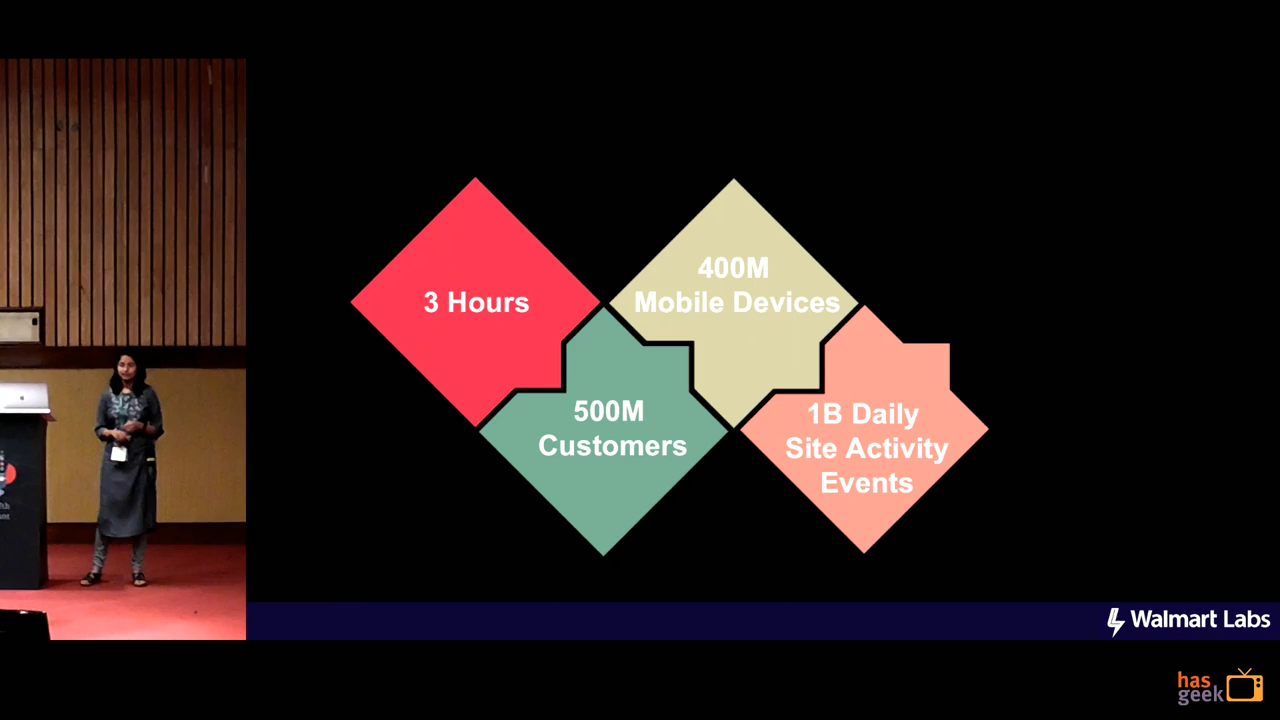 3 Hours
400M
Mobile Devices
500M
Customers
1B Daily
Site Activity
Events
Walmart Labs
has
geek